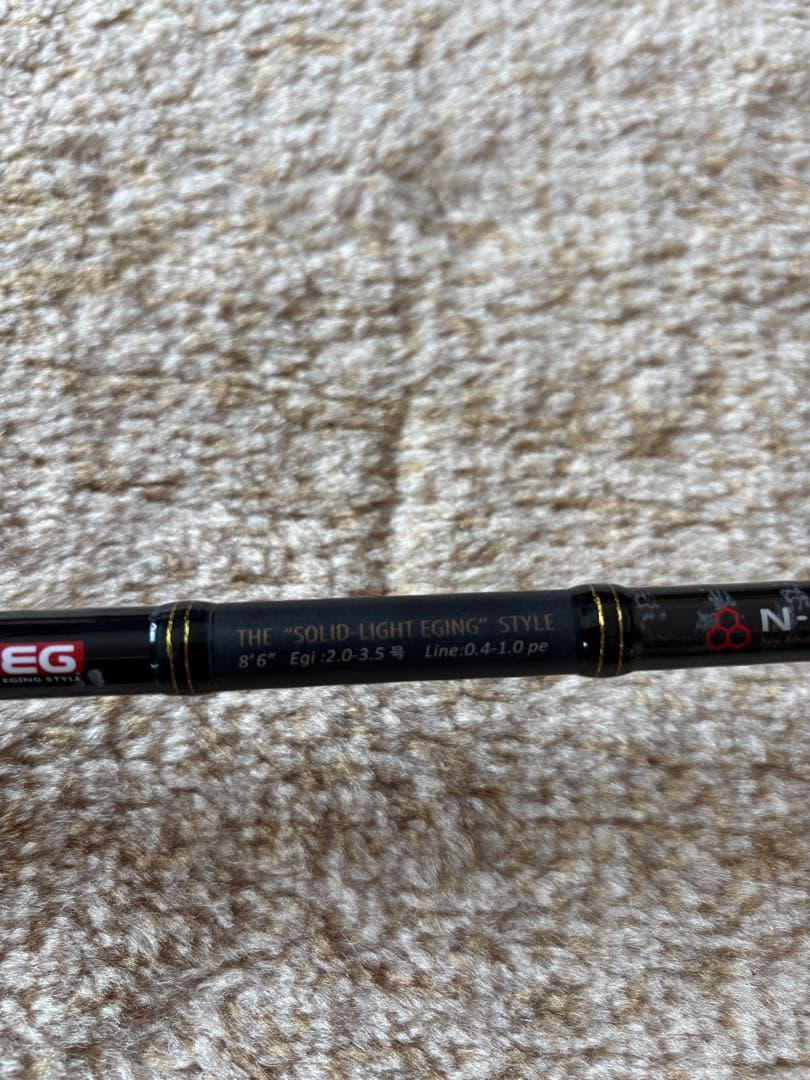 EG
EGING STYLE
THE "SOLID-LIGHT EGING" STYLE
8'6" Egi :2.0-3.5 号 Line:0.4-1.0 pe
N-